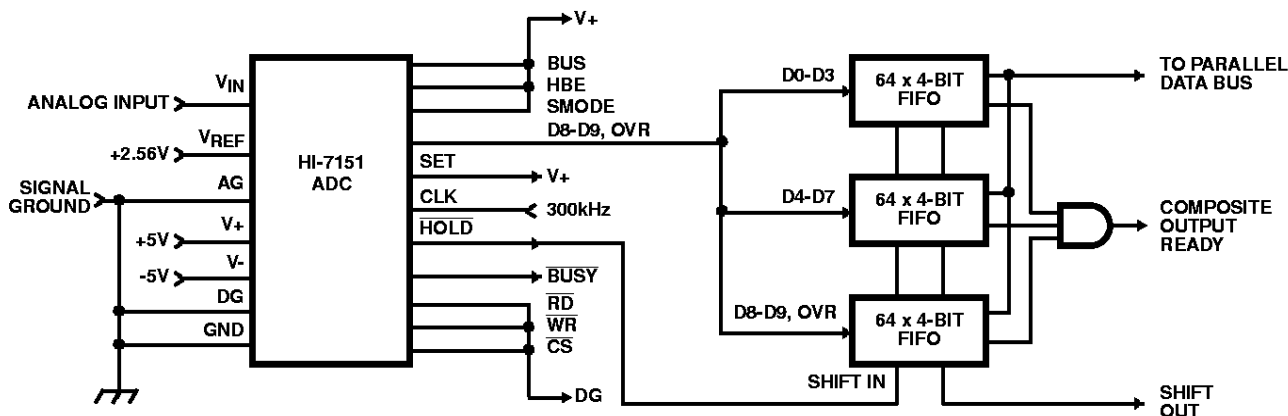 V+
BUS
HBE
SMODE
D8-D9, OVR
SET
V+
CLK
300kHz
HOLD
BUSY
RD
WR
CS
DG
VIN
ANALOG INPUT
VREF
+2.56V
AG
SIGNAL
GROUND
V+
+5V
V-
-5V
DG
GND
HI-7151
ADC
D0-D3
64 x 4-BIT
FIFO
D4-D7
64 x 4-BIT
FIFO
D8-D9, OVR
64 x 4-BIT
FIFO
SHIFT IN
TO PARALLEL
DATA BUS
COMPOSITE
OUTPUT
READY
SHIFT
OUT